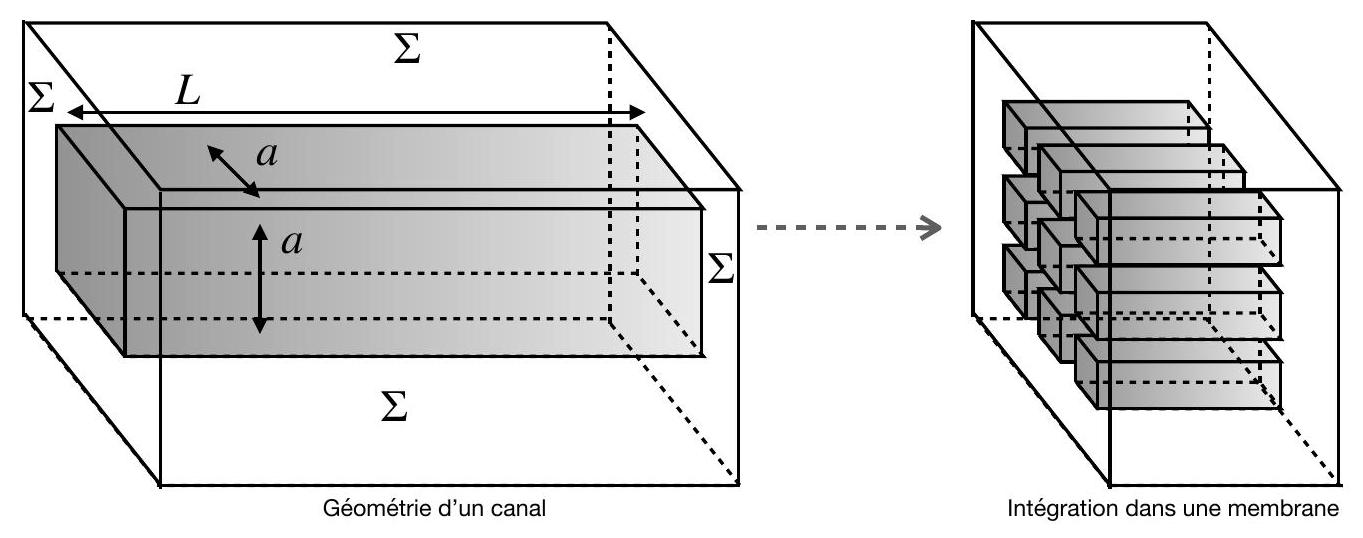 Σ
Σ
L
a
a
Σ
Σ
Géométrie d'un canal
Intégration dans une membrane